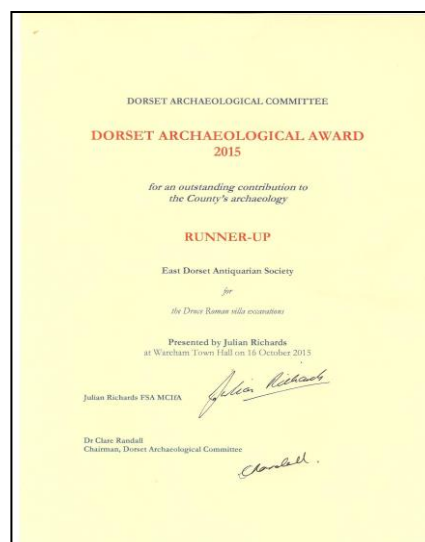 DORSET ARCHAEOLOGICAL COMMITTEE
DORSET ARCHAEOLOGICAL AWARD
2015
for an outstanding contribution to
the County's archaeology
RUNNER-UP
East Dorset Antiquarian Society
for
the Druce Roman villa excavations
Presented by Julian Richards
at Wareham Town Hall on 16 October 2015
Julian Richards
Julian Richards FSA MCIfA
Dr Clare Randall
Chairman, Dorset Archaeological Committee
CRandall.